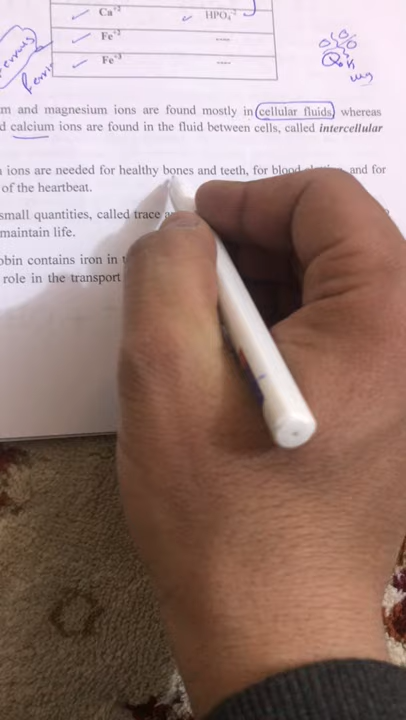 Ca+2 HPO4-2
Fe+2 ----
Fe+3 ----
m and magnesium ions are found mostly in cellular fluids, whereas
d calcium ions are found in the fluid between cells, called intercellular
ions are needed for healthy bones and teeth, for blood and for
of the heartbeat.
small quantities, called trace
maintain life.
obin contains iron in
role in the transport